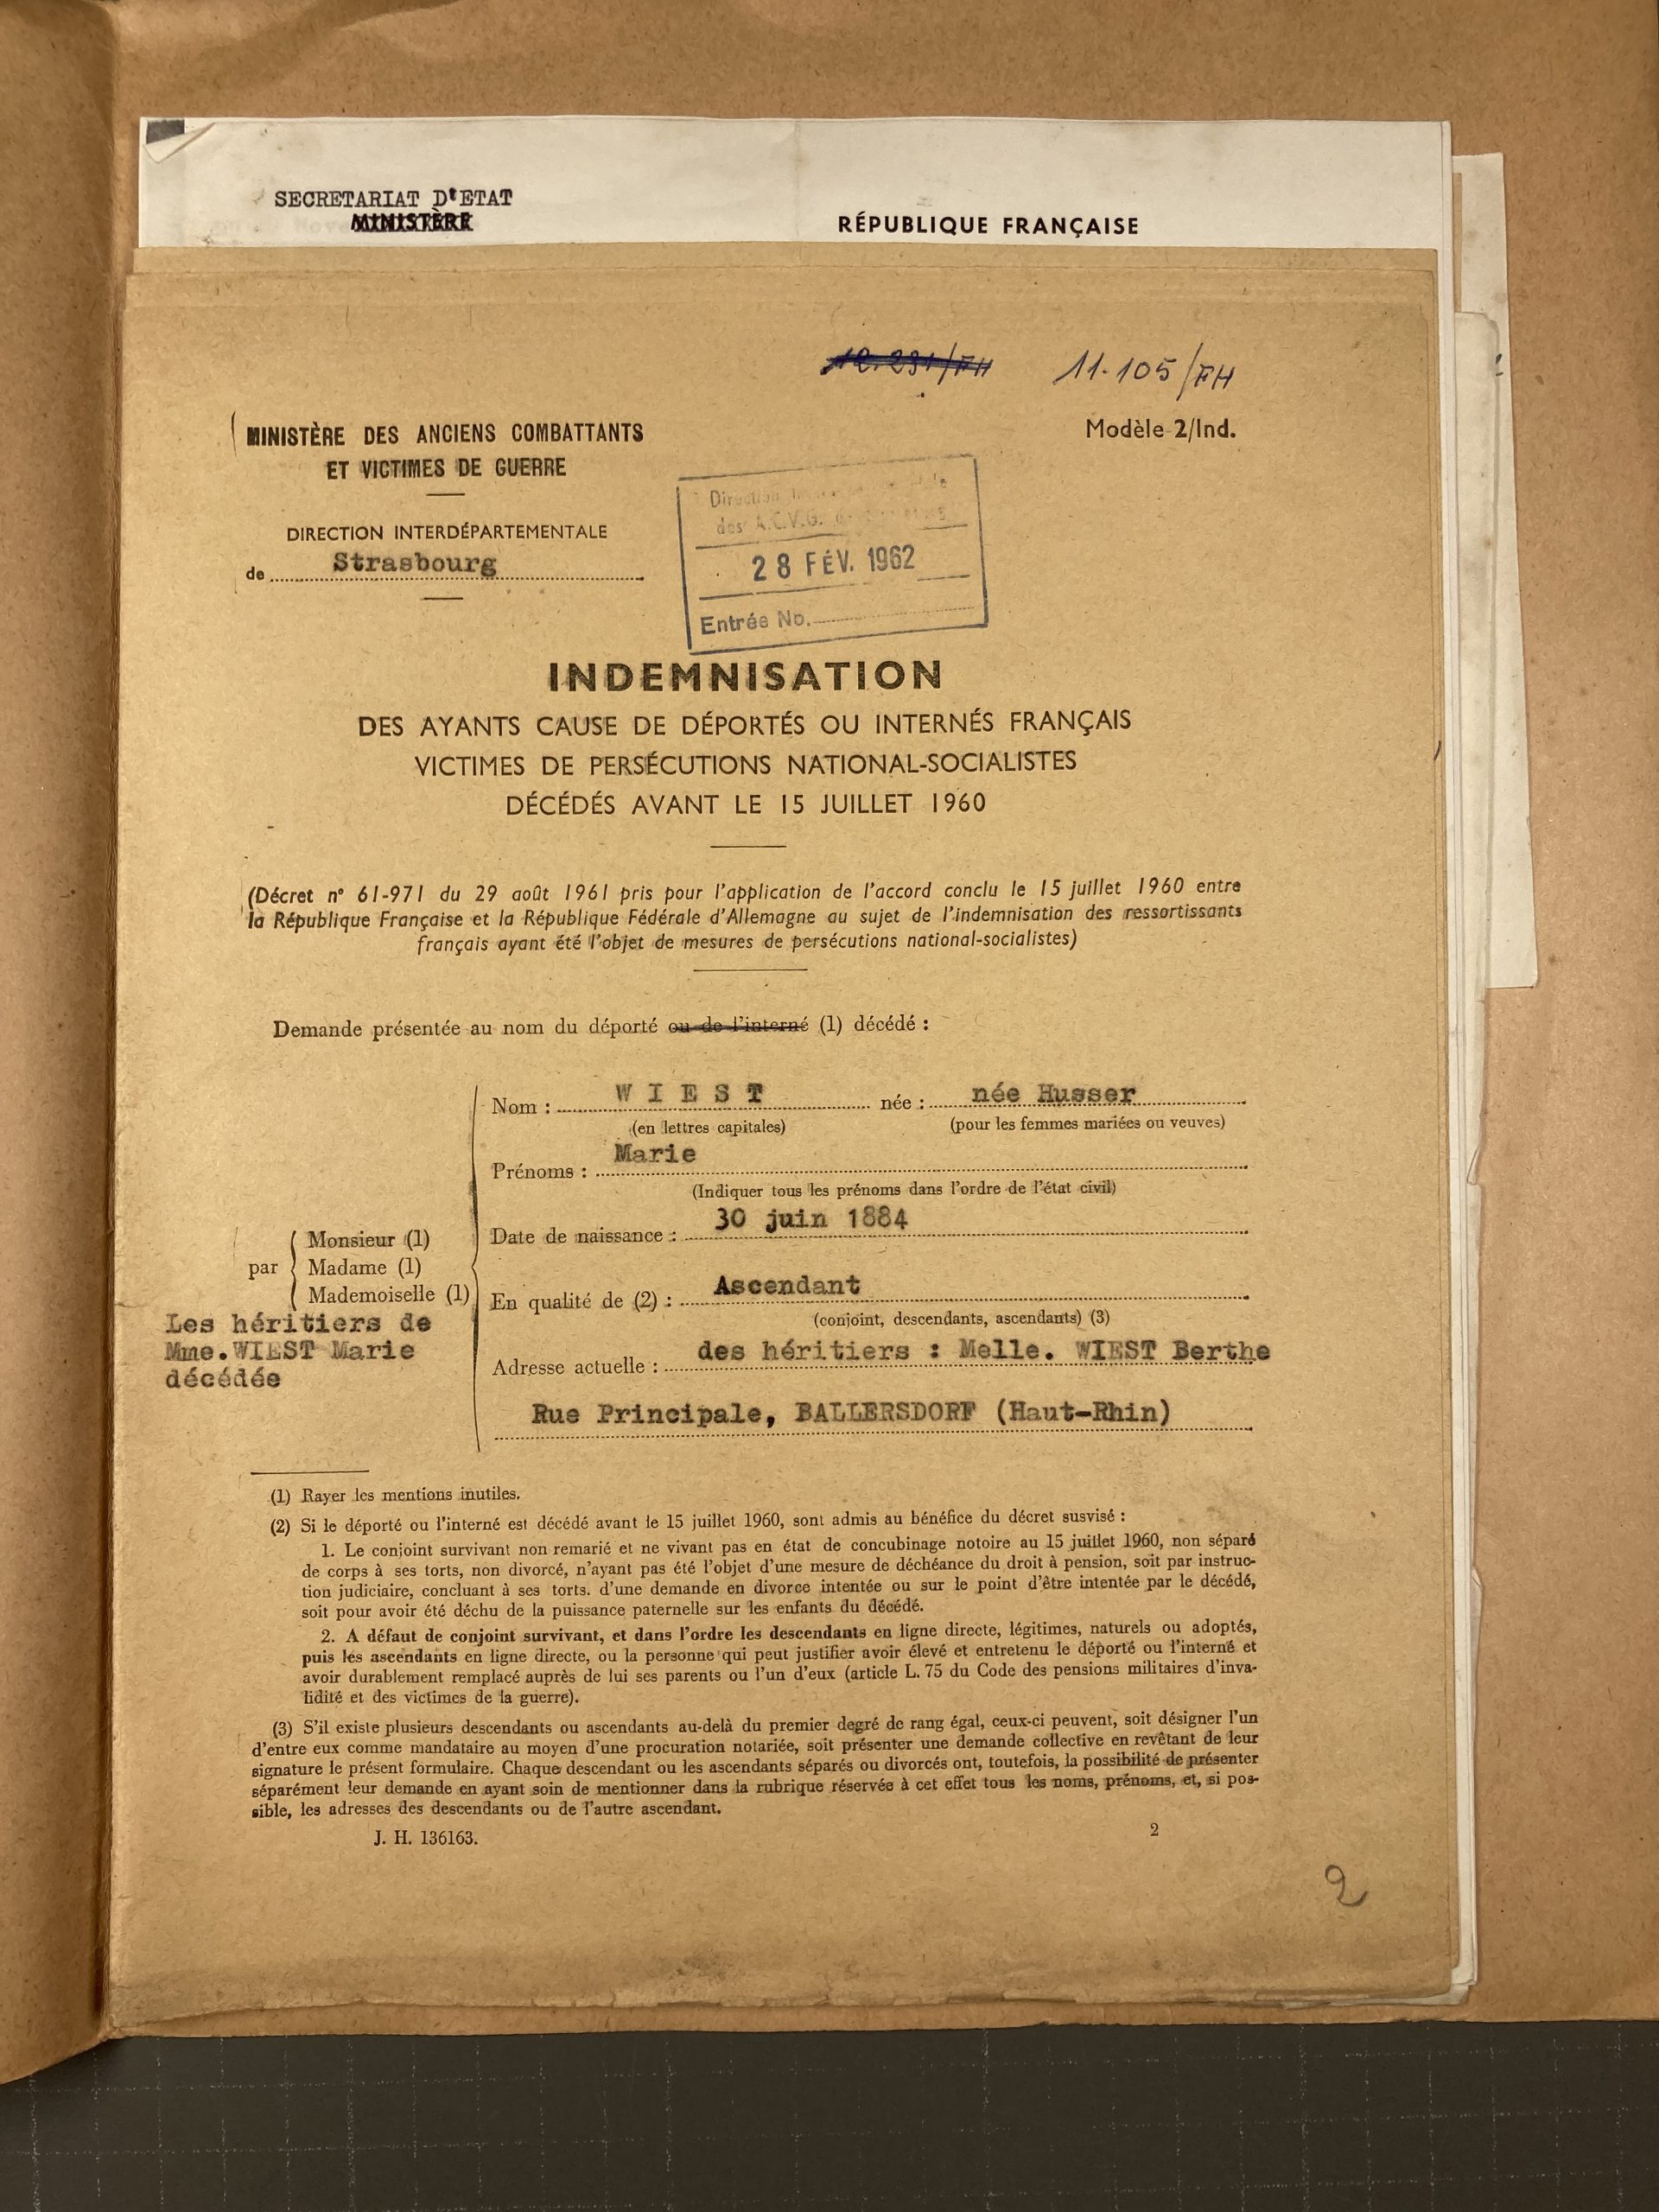 SECRETARIAT D'ETAT
MINISTÈRE
RÉPUBLIQUE FRANÇAISE
11.105/FH
MINISTÈRE DES ANCIENS COMBATTANTS
ET VICTIMES DE GUERRE
Modèle 2/Ind.
DIRECTION INTERDÉPARTEMENTALE
de Strasbourg
Direction
des A.C.V.G.
28 FÉV. 1962
Entrée No.
INDEMNISATION
DES AYANTS CAUSE DE DÉPORTÉS OU INTERNÉS FRANÇAIS
VICTIMES DE PERSÉCUTIONS NATIONAL-SOCIALISTES
DÉCÉDÉS AVANT LE 15 JUILLET 1960
(Décret n° 61-971 du 29 août 1961 pris pour l'application de l'accord conclu le 15 juillet 1960 entre
la République Française et la République Fédérale d'Allemagne au sujet de l'indemnisation des ressortissants
français ayant été l'objet de mesures de persécutions national-socialistes)
Demande présentée au nom du déporté ou de l'interné (1) décédé :
Nom : W I E S T née : née Husser
(en lettres capitales) (pour les femmes mariées ou veuves)
Prénoms : Marie
(Indiquer tous les prénoms dans l'ordre de l'état civil)
Date de naissance : 30 juin 1884
par
Monsieur (1)
Madame (1)
Mademoiselle (1)
Les héritiers de
Mme. WIEST Marie
décédée
En qualité de (2) : Ascendant
(conjoint, descendants, ascendants) (3)
Adresse actuelle : des héritiers : Melle. WIEST Berthe
Rue Principale, BALLERSDORF (Haut-Rhin)
(1) Rayer les mentions inutiles.
(2) Si le déporté ou l'interné est décédé avant le 15 juillet 1960, sont admis au bénéfice du décret susvisé :
1. Le conjoint survivant non remarié et ne vivant pas en état de concubinage notoire au 15 juillet 1960, non séparé
de corps à ses torts, non divorcé, n'ayant pas été l'objet d'une mesure de déchéance du droit à pension, soit par instruc-
tion judiciaire, concluant à ses torts. d'une demande en divorce intentée ou sur le point d'être intentée par le décédé,
soit pour avoir été déchu de la puissance paternelle sur les enfants du décédé.
2. A défaut de conjoint survivant, et dans l'ordre les descendants en ligne directe, légitimes, naturels ou adoptés,
puis les ascendants en ligne directe, ou la personne qui peut justifier avoir élevé et entretenu le déporté ou l'interné et
avoir durablement remplacé auprès de lui ses parents ou l'un d'eux (article L. 75 du Code des pensions militaires d'inva-
lidité et des victimes de la guerre).
(3) S'il existe plusieurs descendants ou ascendants au-delà du premier degré de rang égal, ceux-ci peuvent, soit désigner l'un
d'entre eux comme mandataire au moyen d'une procuration notariée, soit présenter une demande collective en revêtant de leur
signature le présent formulaire. Chaque descendant ou les ascendants séparés ou divorcés ont, toutefois, la possibilité de présenter
séparément leur demande en ayant soin de mentionner dans la rubrique réservée à cet effet tous les noms, prénoms, et, si pos-
sible, les adresses des descendants ou de l'autre ascendant.
J. H. 136163.
2
2